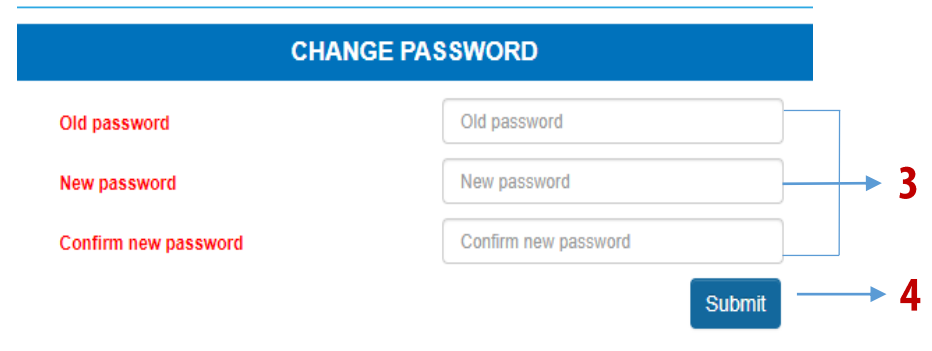 CHANGE PASSWORD
Old password Old password
New password New password 3
Confirm new password Confirm new password
Submit 4